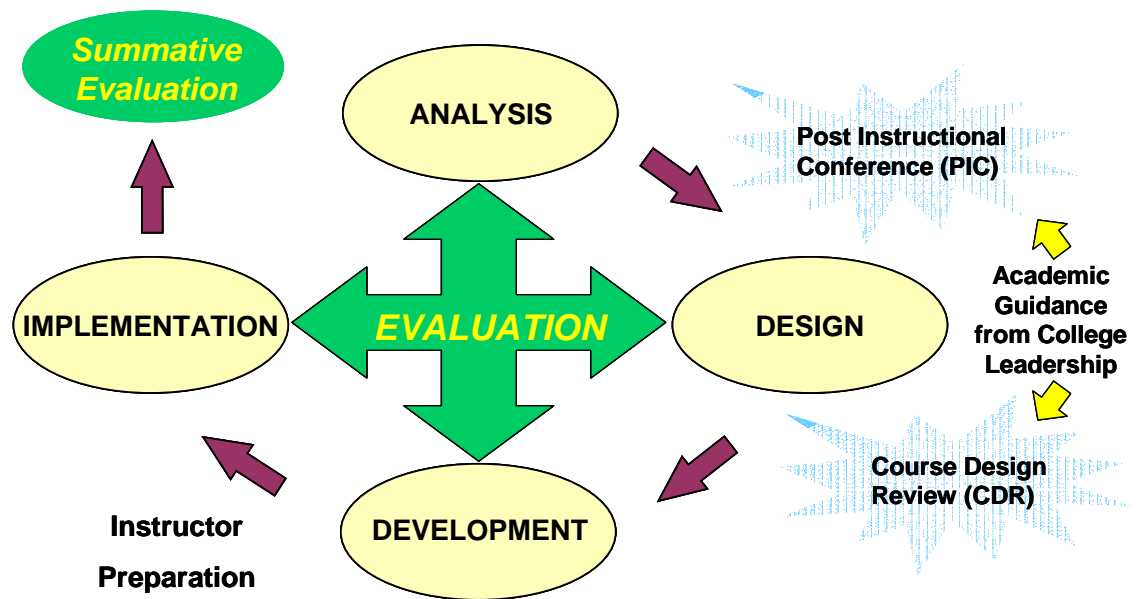 Summative
Evaluation
ANALYSIS
Post Instructional
Conference (PIC)
IMPLEMENTATION
EVALUATION
DESIGN
Academic
Guidance
from College
Leadership
Course Design
Review (CDR)
DEVELOPMENT
Instructor
Preparation